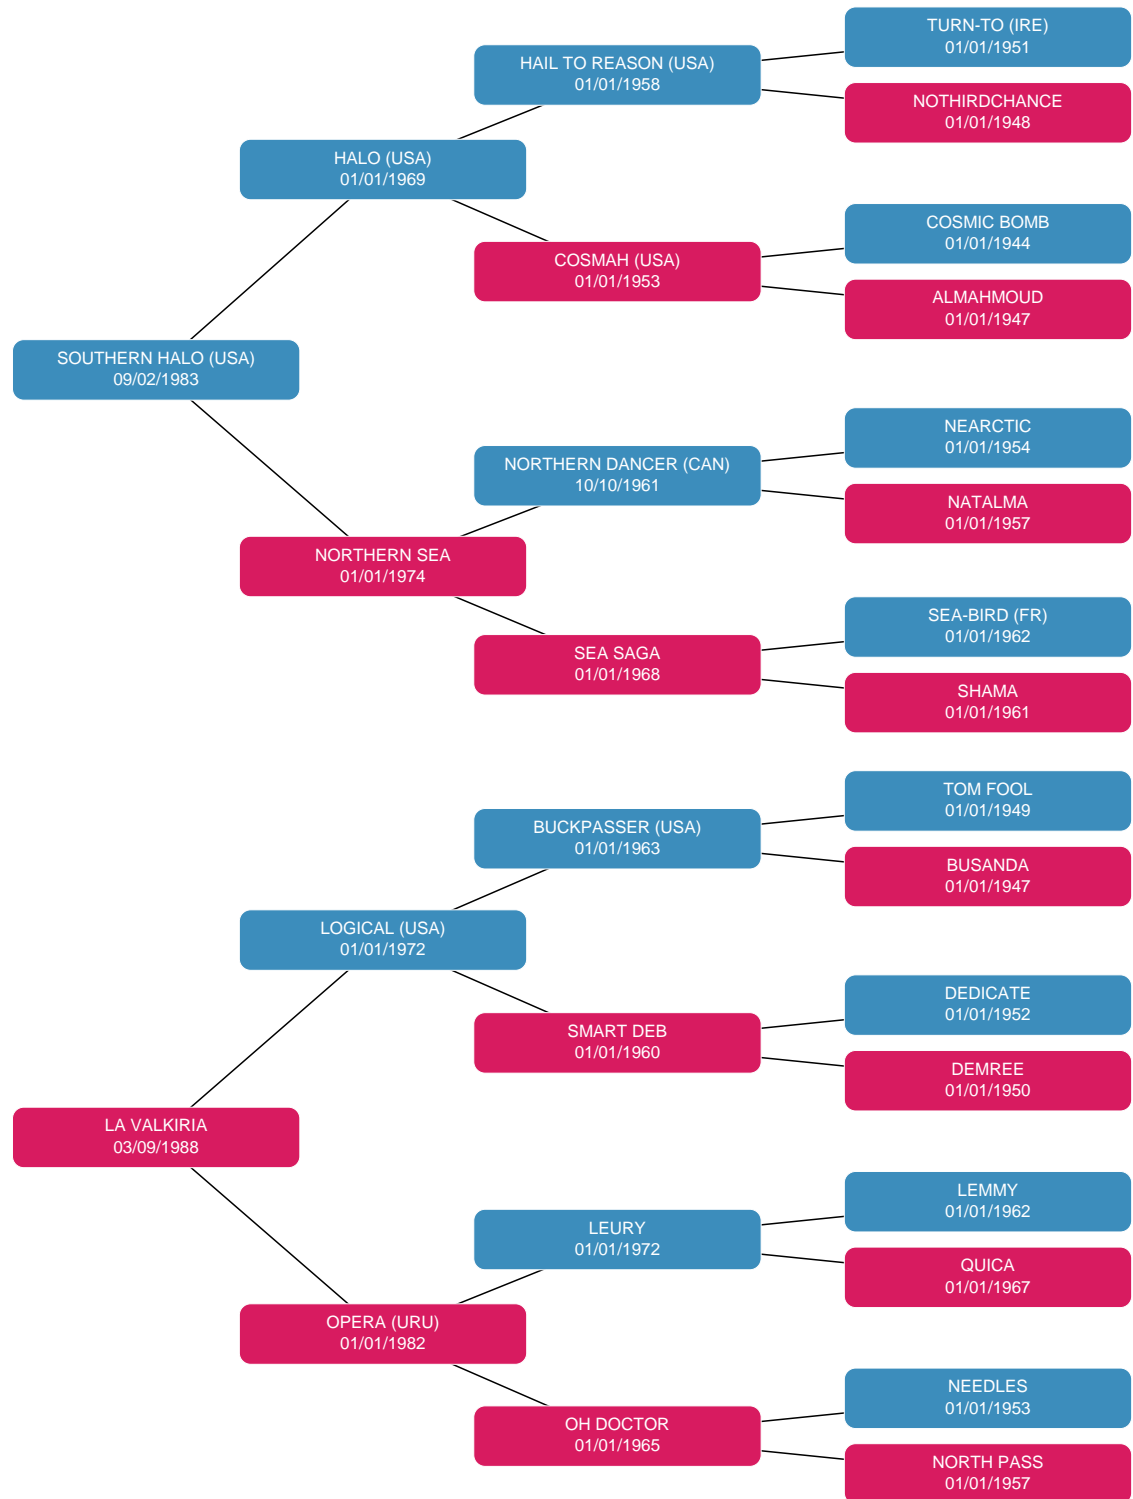 TURN-TO (IRE)
01/01/1951
HAIL TO REASON (USA)
01/01/1958
NOTHIRDCHANCE
01/01/1948
HALO (USA)
01/01/1969
COSMIC BOMB
01/01/1944
COSMAH (USA)
01/01/1953
ALMAHMOUD
01/01/1947
SOUTHERN HALO (USA)
09/02/1983
NEARCTIC
01/01/1954
NORTHERN DANCER (CAN)
10/10/1961
NATALMA
01/01/1957
NORTHERN SEA
01/01/1974
SEA-BIRD (FR)
01/01/1962
SEA SAGA
01/01/1968
SHAMA
01/01/1961
TOM FOOL
01/01/1949
BUCKPASSER (USA)
01/01/1963
BUSANDA
01/01/1947
LOGICAL (USA)
01/01/1972
DEDICATE
01/01/1952
SMART DEB
01/01/1960
DEMREE
01/01/1950
LA VALKIRIA
03/09/1988
LEMMY
01/01/1962
LEURY
01/01/1972
QUICA
01/01/1967
OPERA (URU)
01/01/1982
NEEDLES
01/01/1953
OH DOCTOR
01/01/1965
NORTH PASS
01/01/1957